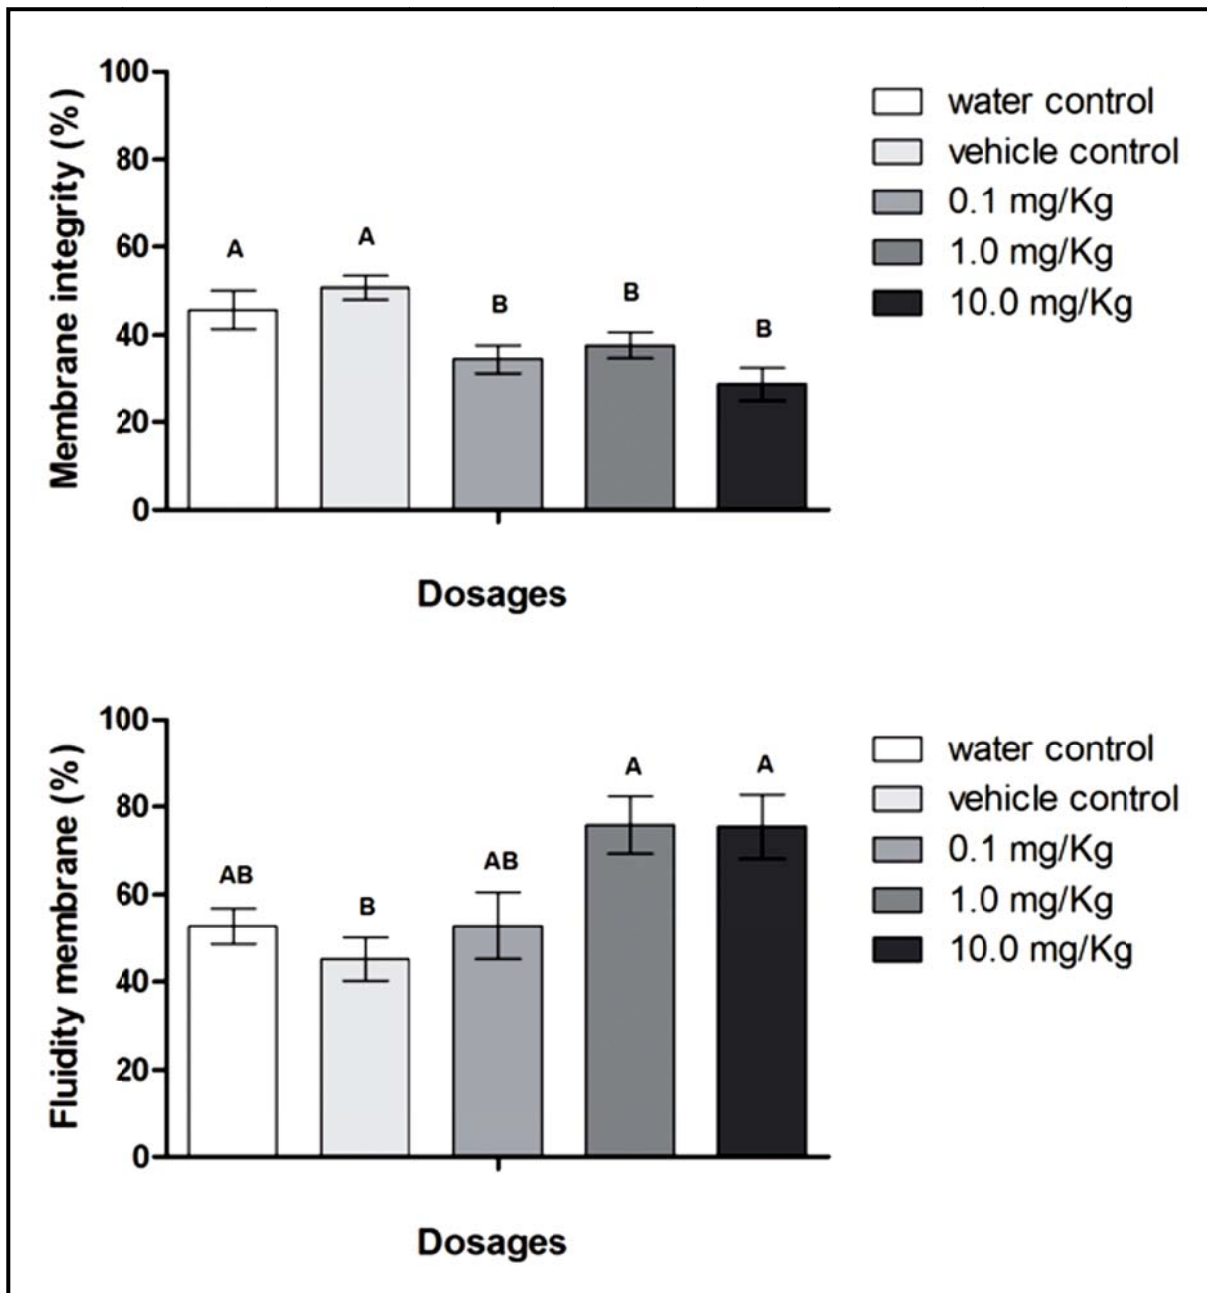 100
80
60
40
20
0
Membrane integrity (%)
A
A
B
B
B
Dosages
water control
vehicle control
0.1 mg/Kg
1.0 mg/Kg
10.0 mg/Kg
100
80
60
40
20
0
Fluidity membrane (%)
AB
B
AB
A
A
Dosages
water control
vehicle control
0.1 mg/Kg
1.0 mg/Kg
10.0 mg/Kg